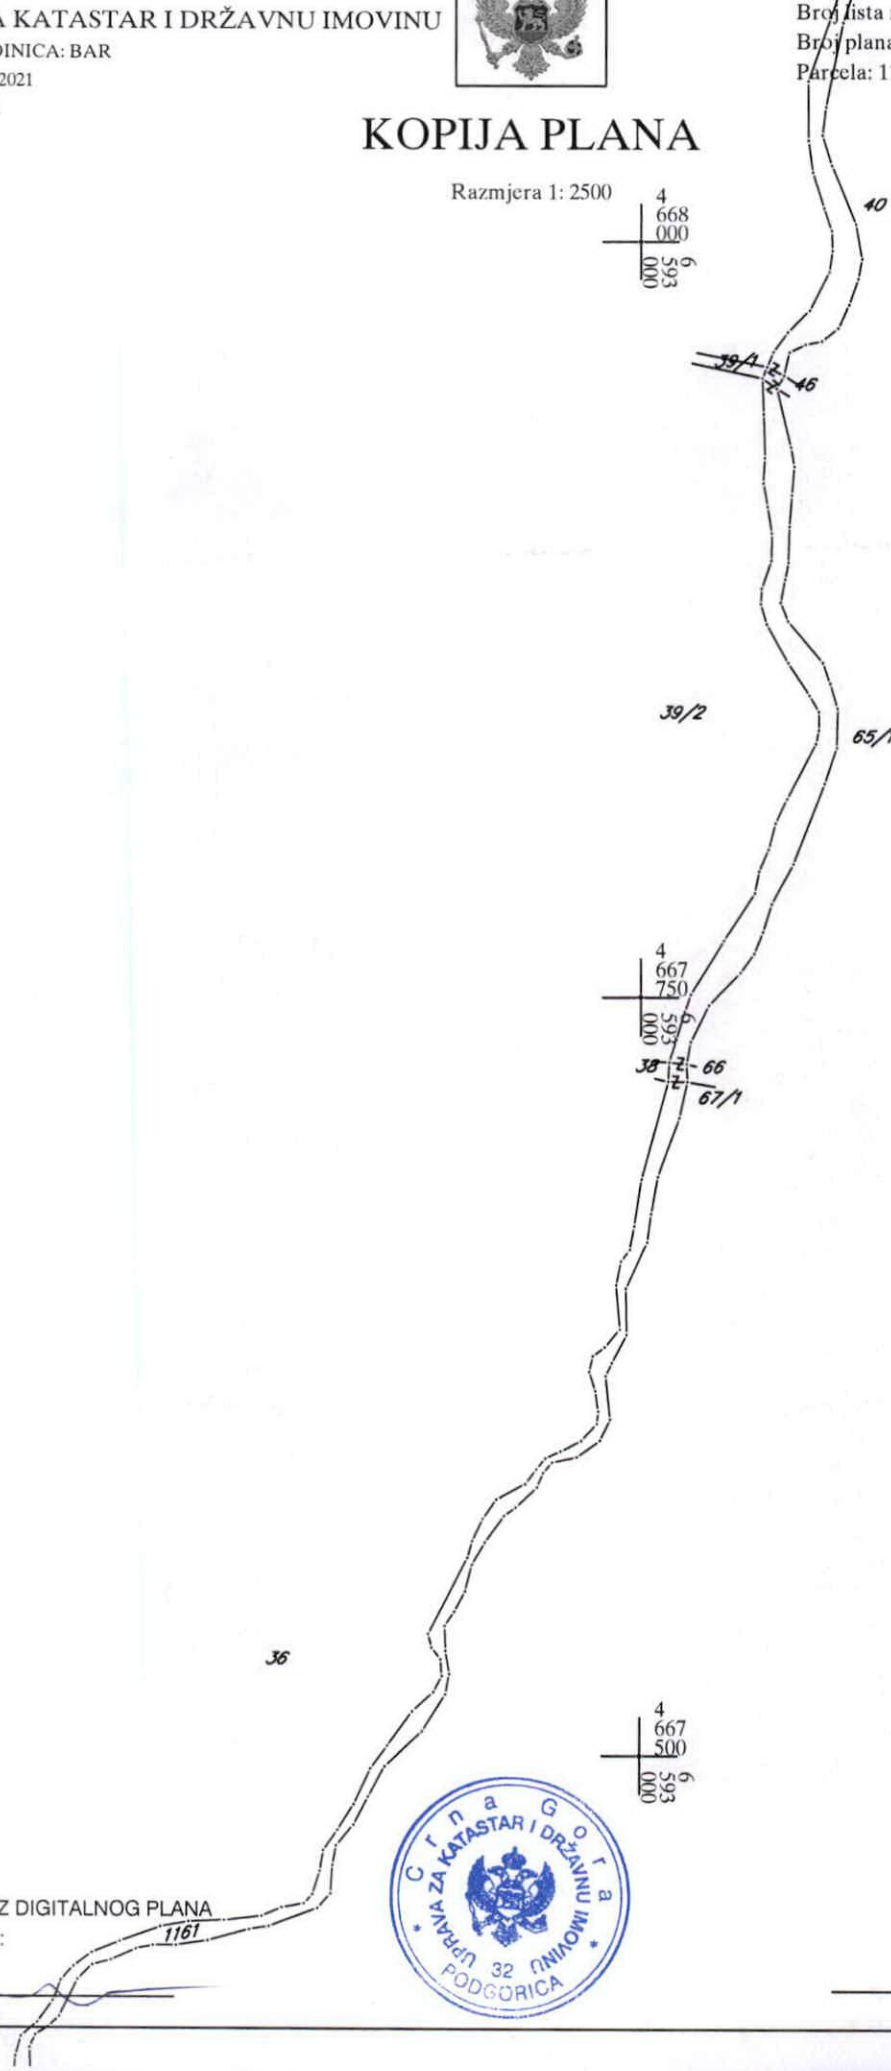 A KATASTAR I DRŽAVNU IMOVINU
DINICA: BAR
2021
Broj lista
Broj plana
Parcela: 1
KOPIJA PLANA
Razmjera 1: 2500
4
668
000
6
593
000
40
39/1
46
39/2
65/1
4
667
750
6
593
000
38
66
67/1
36
4
667
500
6
593
000
Crna Gora
UPRAVA ZA KATASTAR I DRŽAVNU IMOVINU
32
PODGORICA
Z DIGITALNOG PLANA
:
1161